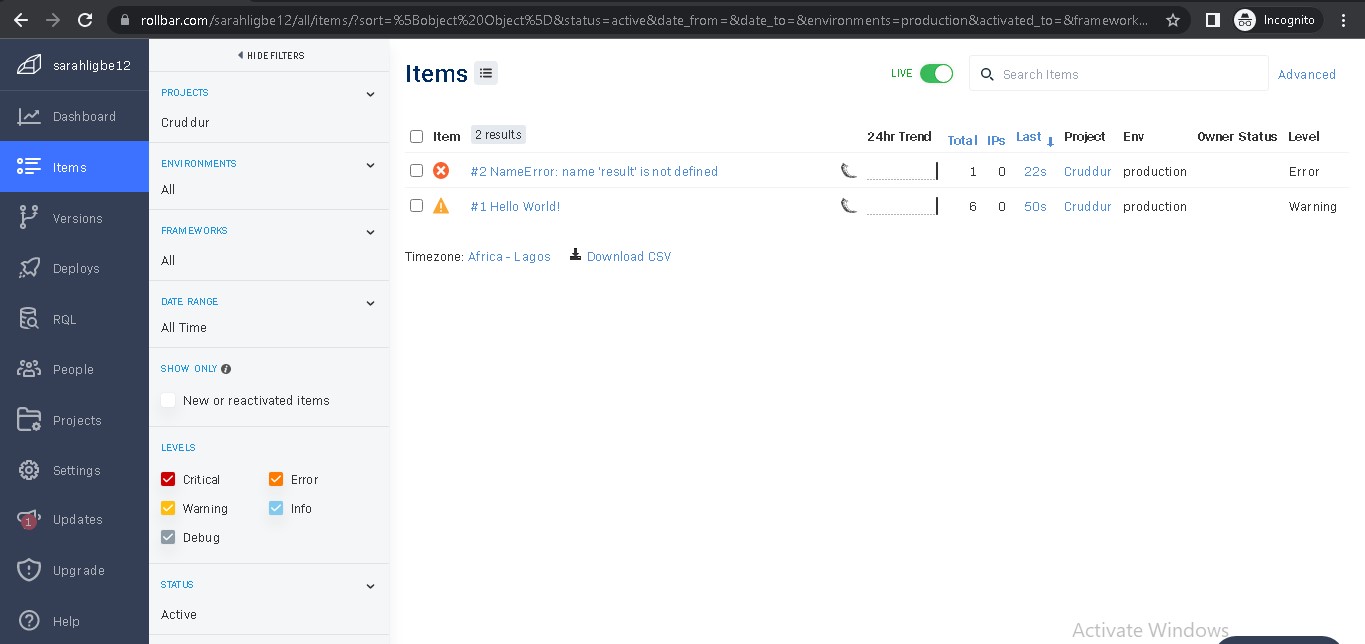 rollbar.com/sarahligbe12/all/items/?sort=%5Bobject%20Object%5D&status=active&date_from=&date_to=&environments=production&activated_to=&framework...
Incognito
sarahligbe12
Dashboard
Items
Versions
Deploys
RQL
People
Projects
Settings
1
Updates
Upgrade
Help
HIDE FILTERS
PROJECTS
Cruddur
ENVIRONMENTS
All
FRAMEWORKS
All
DATE RANGE
All Time
SHOW ONLY
New or reactivated items
LEVELS
Critical Error
Warning Info
Debug
STATUS
Active
Items
LIVE
Search Items
Advanced
Item 2 results 24hr Trend Total IPs Last Project Env Owner Status Level
#2 NameError: name 'result' is not defined 1 0 22s Cruddur production Error
#1 Hello World! 6 0 50s Cruddur production Warning
Timezone: Africa - Lagos Download CSV
Activate Windows